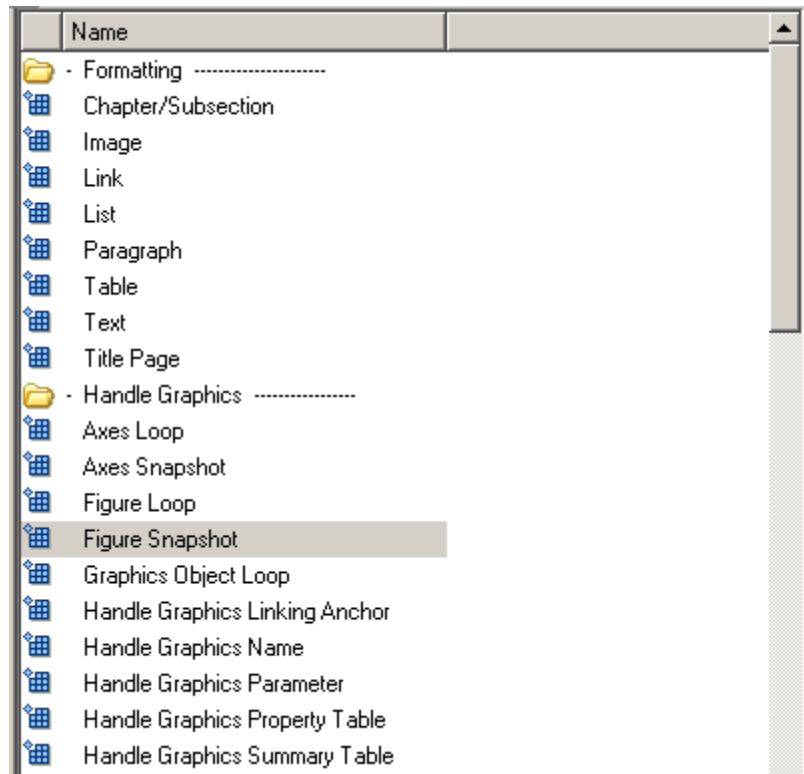 Name
- Formatting ----------------------
Chapter/Subsection
Image
Link
List
Paragraph
Table
Text
Title Page
- Handle Graphics -----------------
Axes Loop
Axes Snapshot
Figure Loop
Figure Snapshot
Graphics Object Loop
Handle Graphics Linking Anchor
Handle Graphics Name
Handle Graphics Parameter
Handle Graphics Property Table
Handle Graphics Summary Table